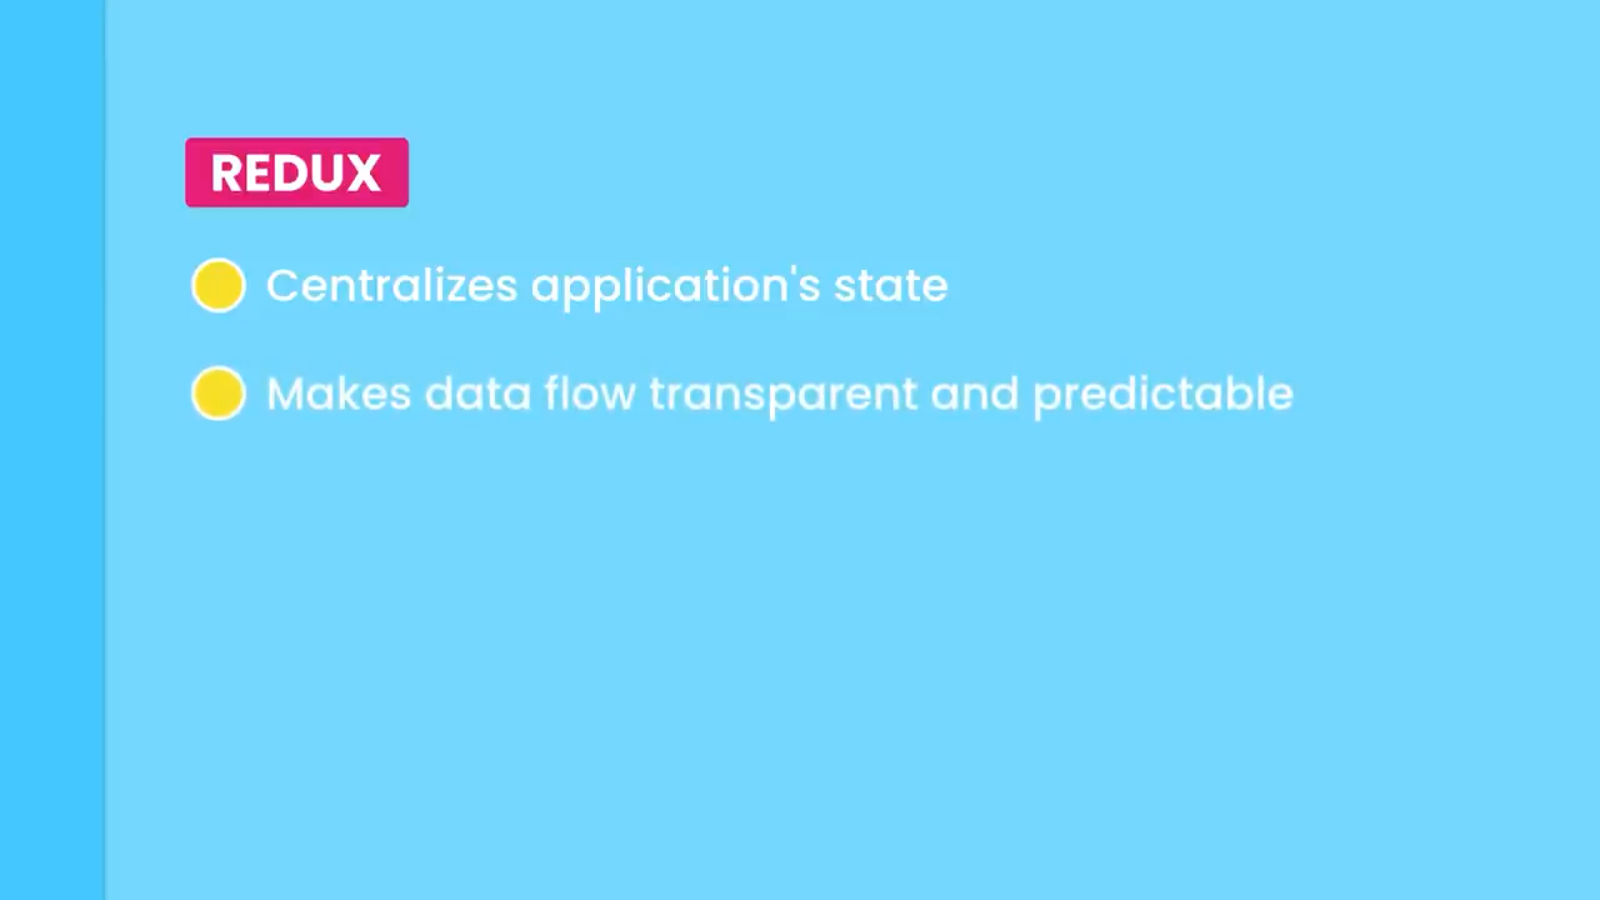 REDUX
Centralizes application's state
Makes data flow transparent and predictable